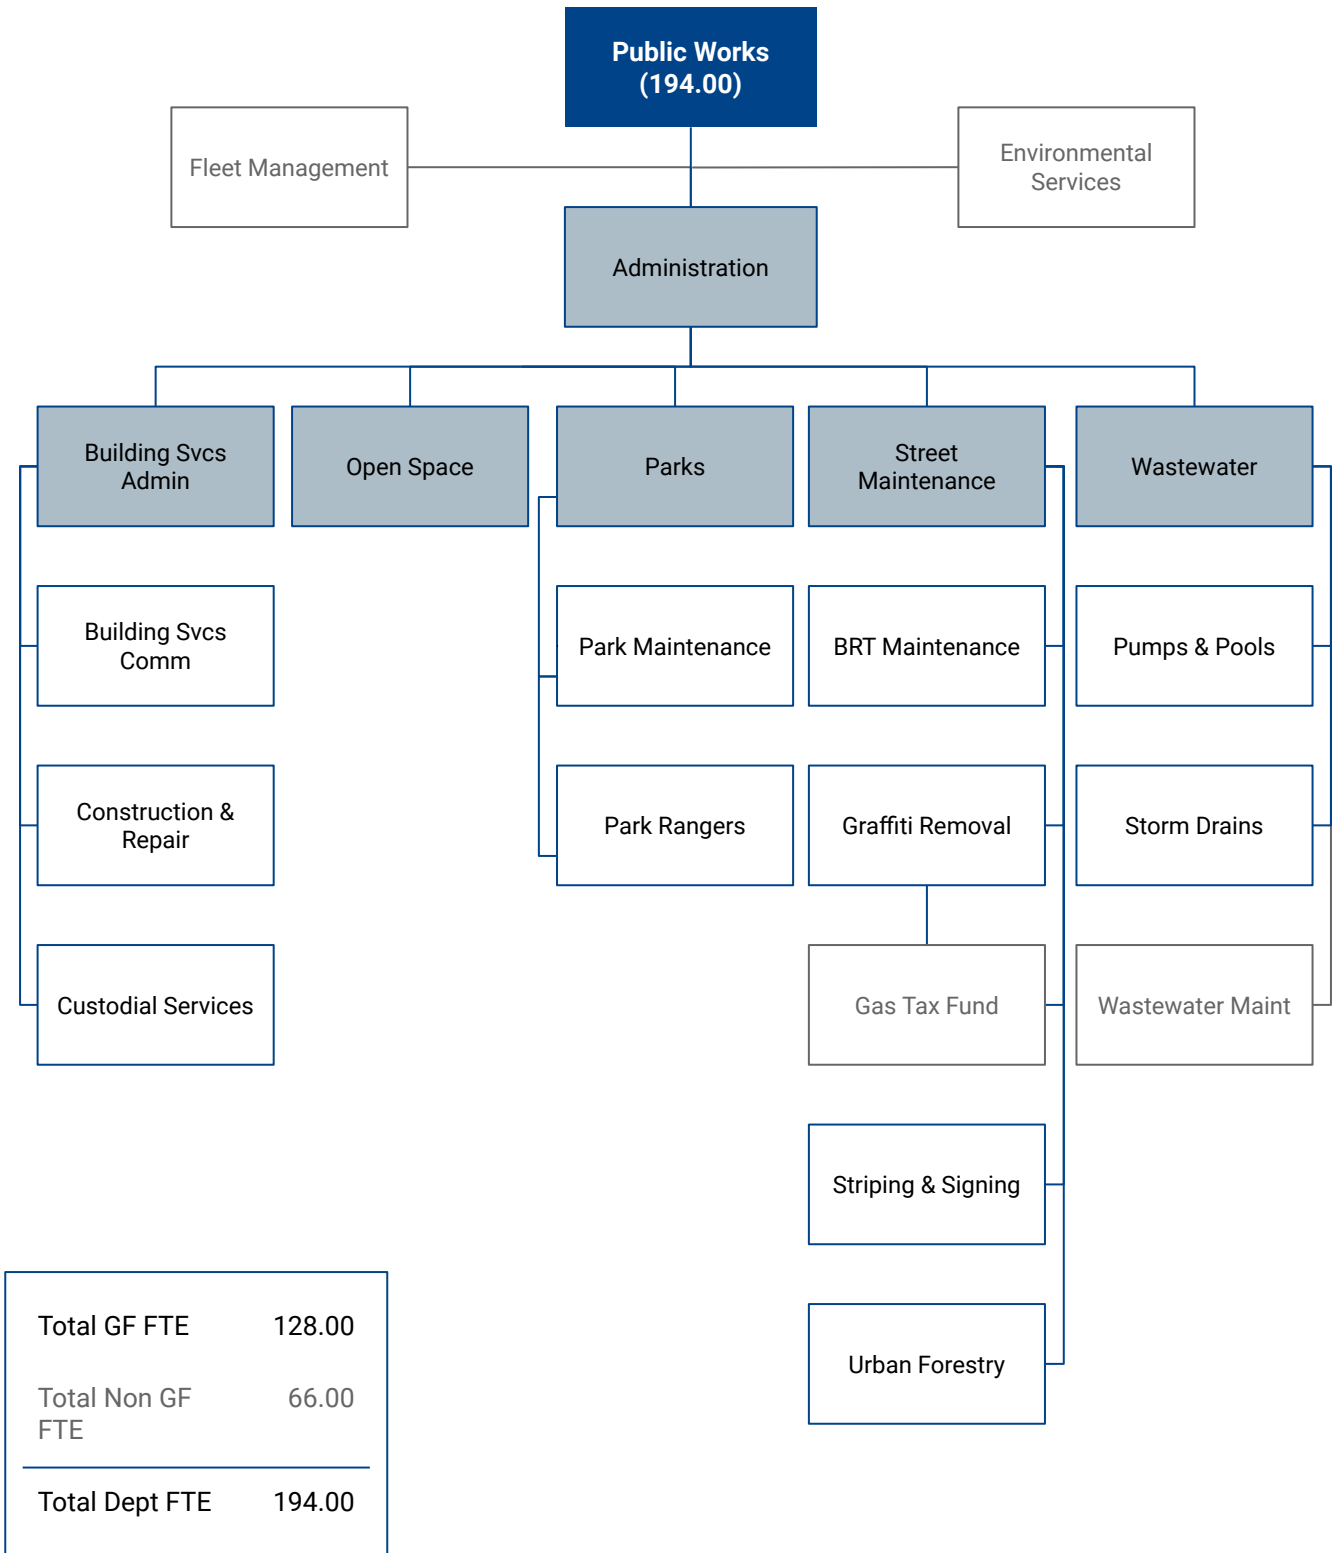 Public Works
(194.00)
Fleet Management
Environmental
Services
Administration
Building Svcs
Admin
Open Space
Parks
Street
Maintenance
Wastewater
Building Svcs
Comm
Park Maintenance
BRT Maintenance
Pumps & Pools
Construction &
Repair
Park Rangers
Graffiti Removal
Storm Drains
Custodial Services
Gas Tax Fund
Wastewater Maint
Striping & Signing
Urban Forestry
Total GF FTE 128.00
Total Non GF 66.00
FTE
Total Dept FTE 194.00